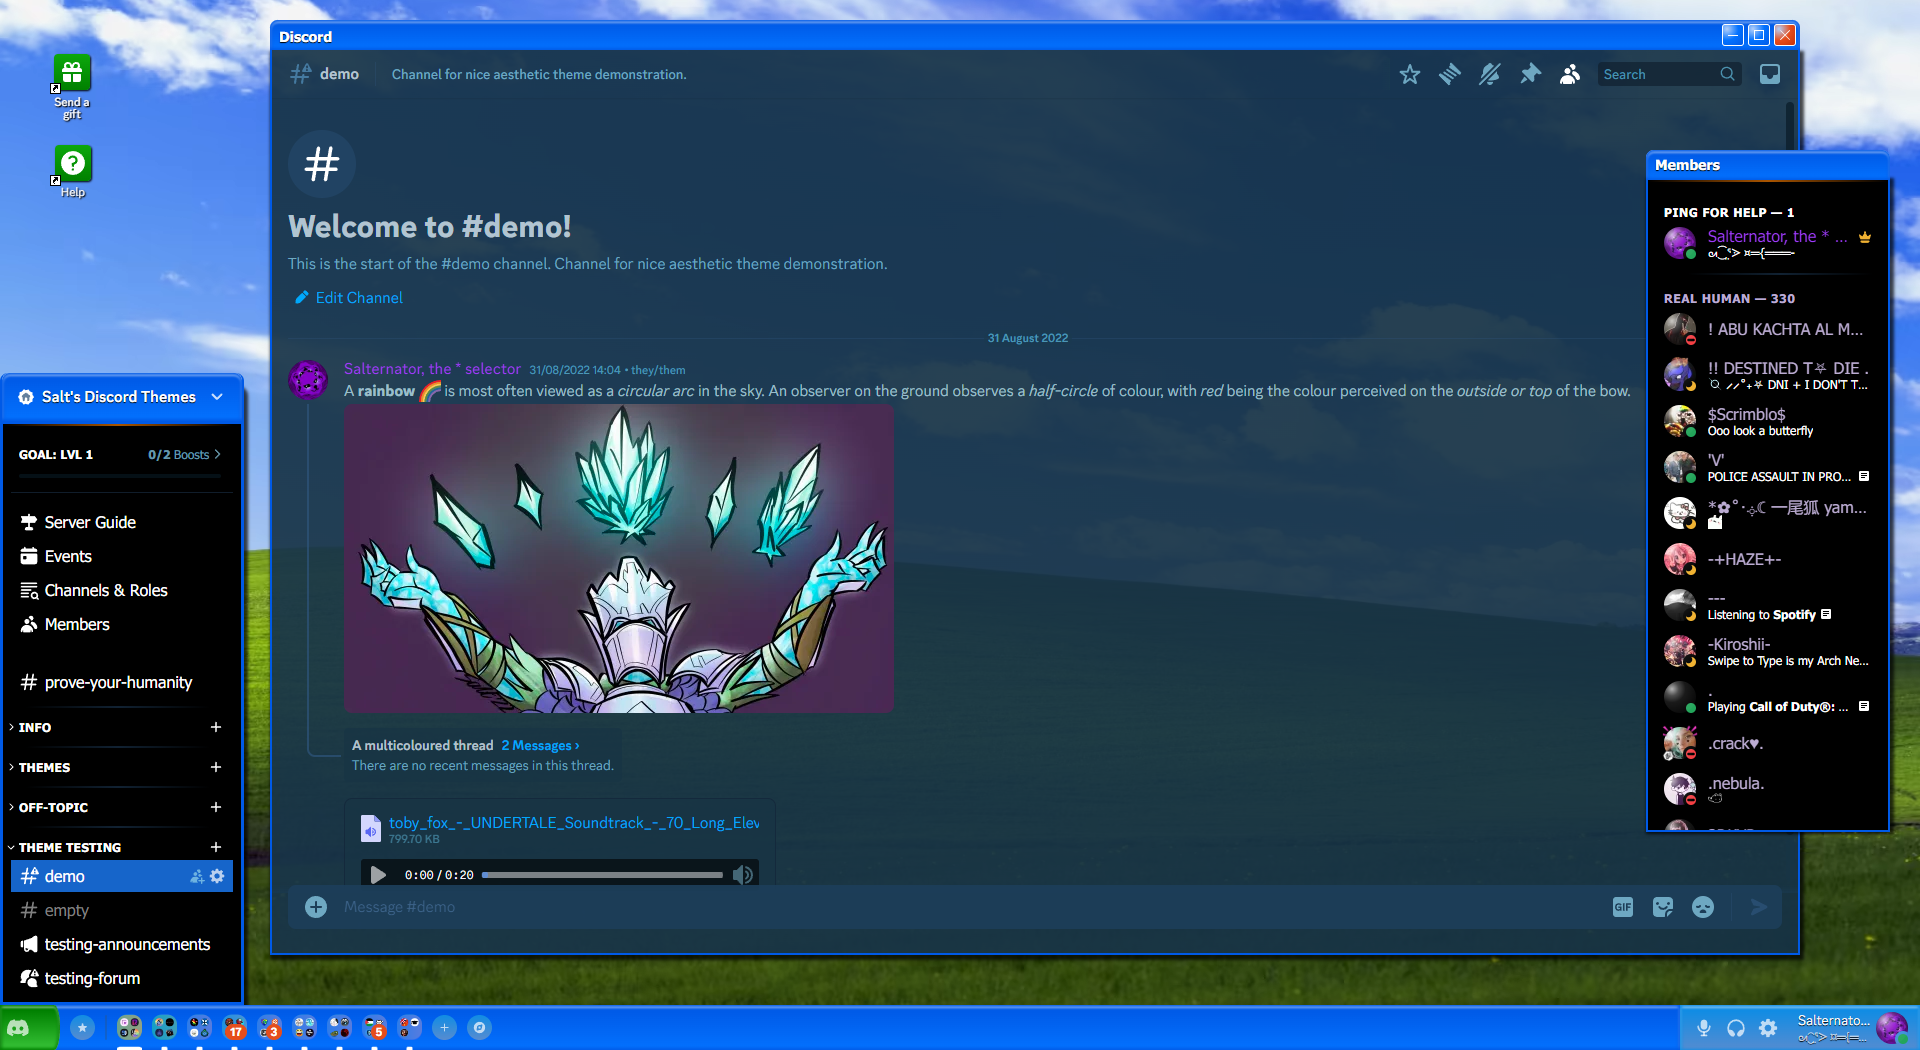 Discord
Send a
gift
Help
demo
Channel for nice aesthetic theme demonstration.
Search
Welcome to #demo!
This is the start of the #demo channel. Channel for nice aesthetic theme demonstration.
Edit Channel
31 August 2022
Salternator, the * selector 31/08/2022 14:04 • they/them
A rainbow 🌈 is most often viewed as a circular arc in the sky. An observer on the ground observes a half-circle of colour, with red being the colour perceived on the outside or top of the bow.
A multicoloured thread 2 Messages ›
There are no recent messages in this thread.
toby_fox_-_UNDERTALE_Soundtrack_-_70_Long_Elev
799.70 KB
0:00 / 0:20
Message #demo
GIF
Members
PING FOR HELP — 1
Salternator, the * ...
REAL HUMAN — 330
! ABU KACHTA AL M...
!! DESTINED T⛧ DIE .
DNI + I DON'T T...
$Scrimblo$
Ooo look a butterfly
'V'
POLICE ASSAULT IN PRO...
一尾狐 yam...
-+HAZE+-
---
Listening to Spotify
-Kiroshii-
Swipe to Type is my Arch Ne...
.
Playing Call of Duty®: ...
.crack♥.
.nebula.
Salt's Discord Themes
GOAL: LVL 1 0/2 Boosts
Server Guide
Events
Channels & Roles
Members
# prove-your-humanity
INFO
THEMES
OFF-TOPIC
THEME TESTING
demo
# empty
testing-announcements
testing-forum
17
3
5
Salternato...